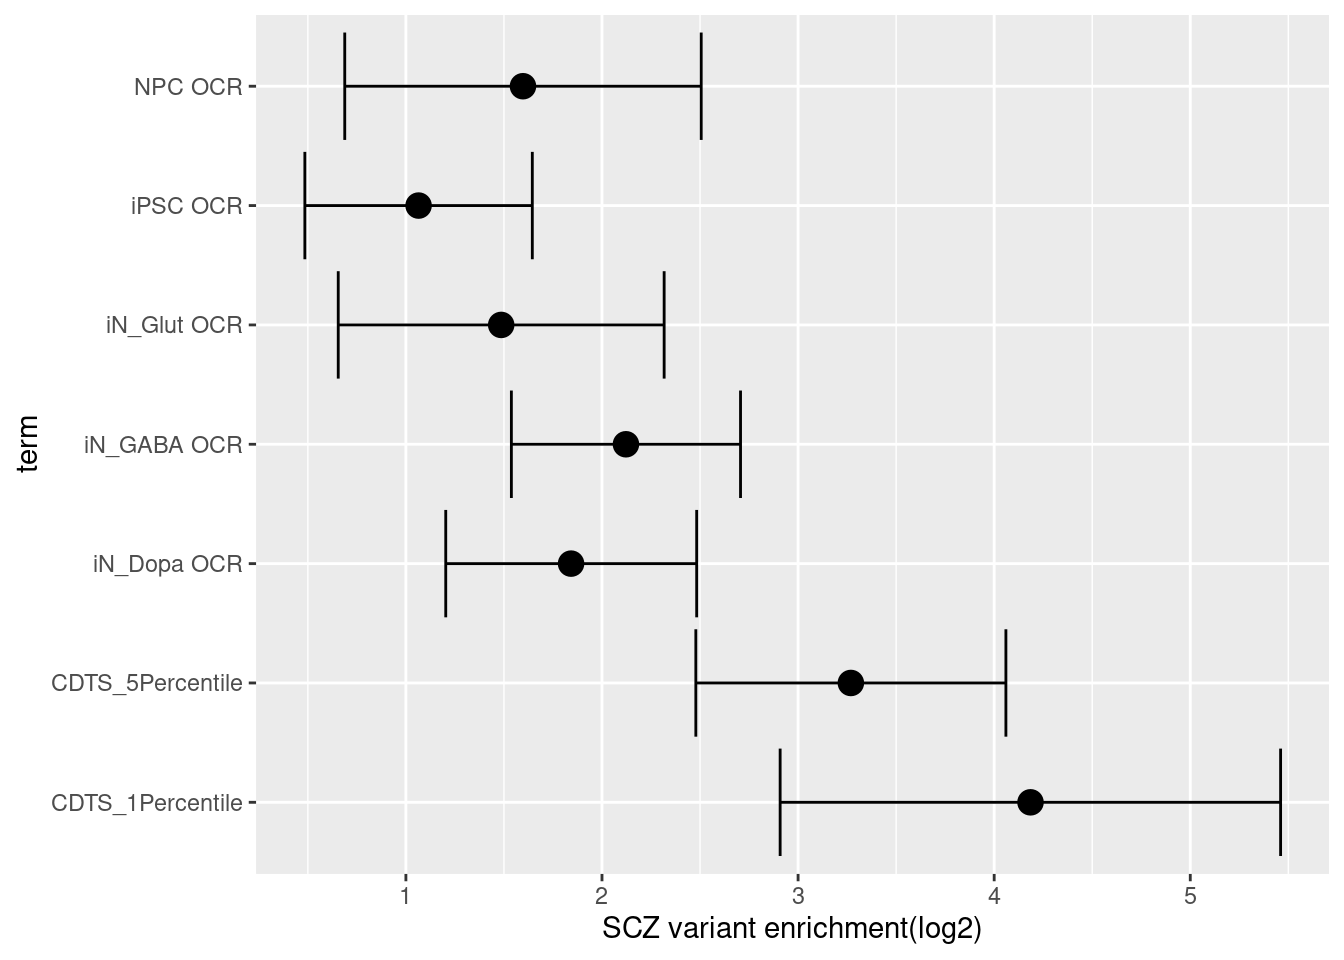 term
NPC OCR
iPSC OCR
iN_Glut OCR
iN_GABA OCR
iN_Dopa OCR
CDTS_5Percentile
CDTS_1Percentile
1 2 3 4 5
SCZ variant enrichment(log2)